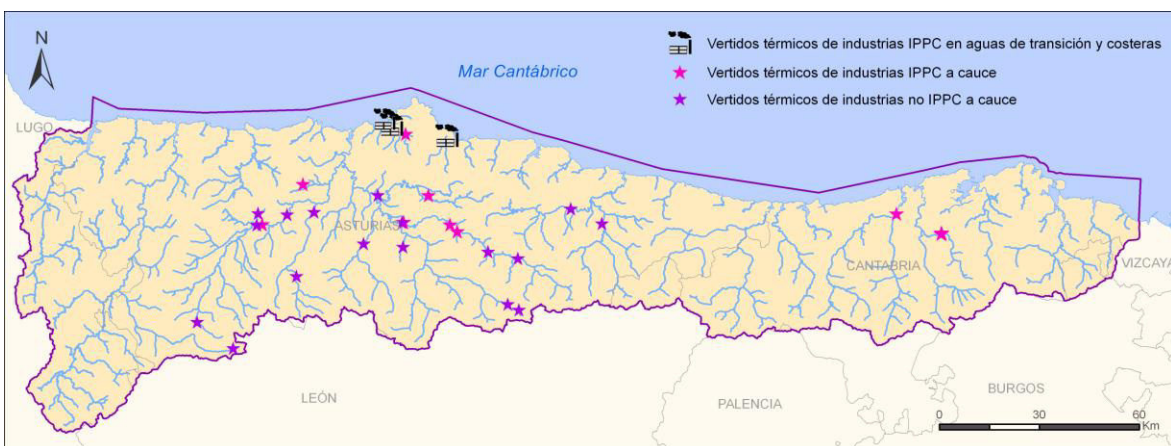 N
Mar Cantábrico
Vertidos térmicos de industrias IPPC en aguas de transición y costeras
Vertidos térmicos de industrias IPPC a cauce
Vertidos térmicos de industrias no IPPC a cauce
LUGO
ASTURIAS
CANTABRIA
VIZCAYA
LEÓN
PALENCIA
BURGOS
0 30 60
Km